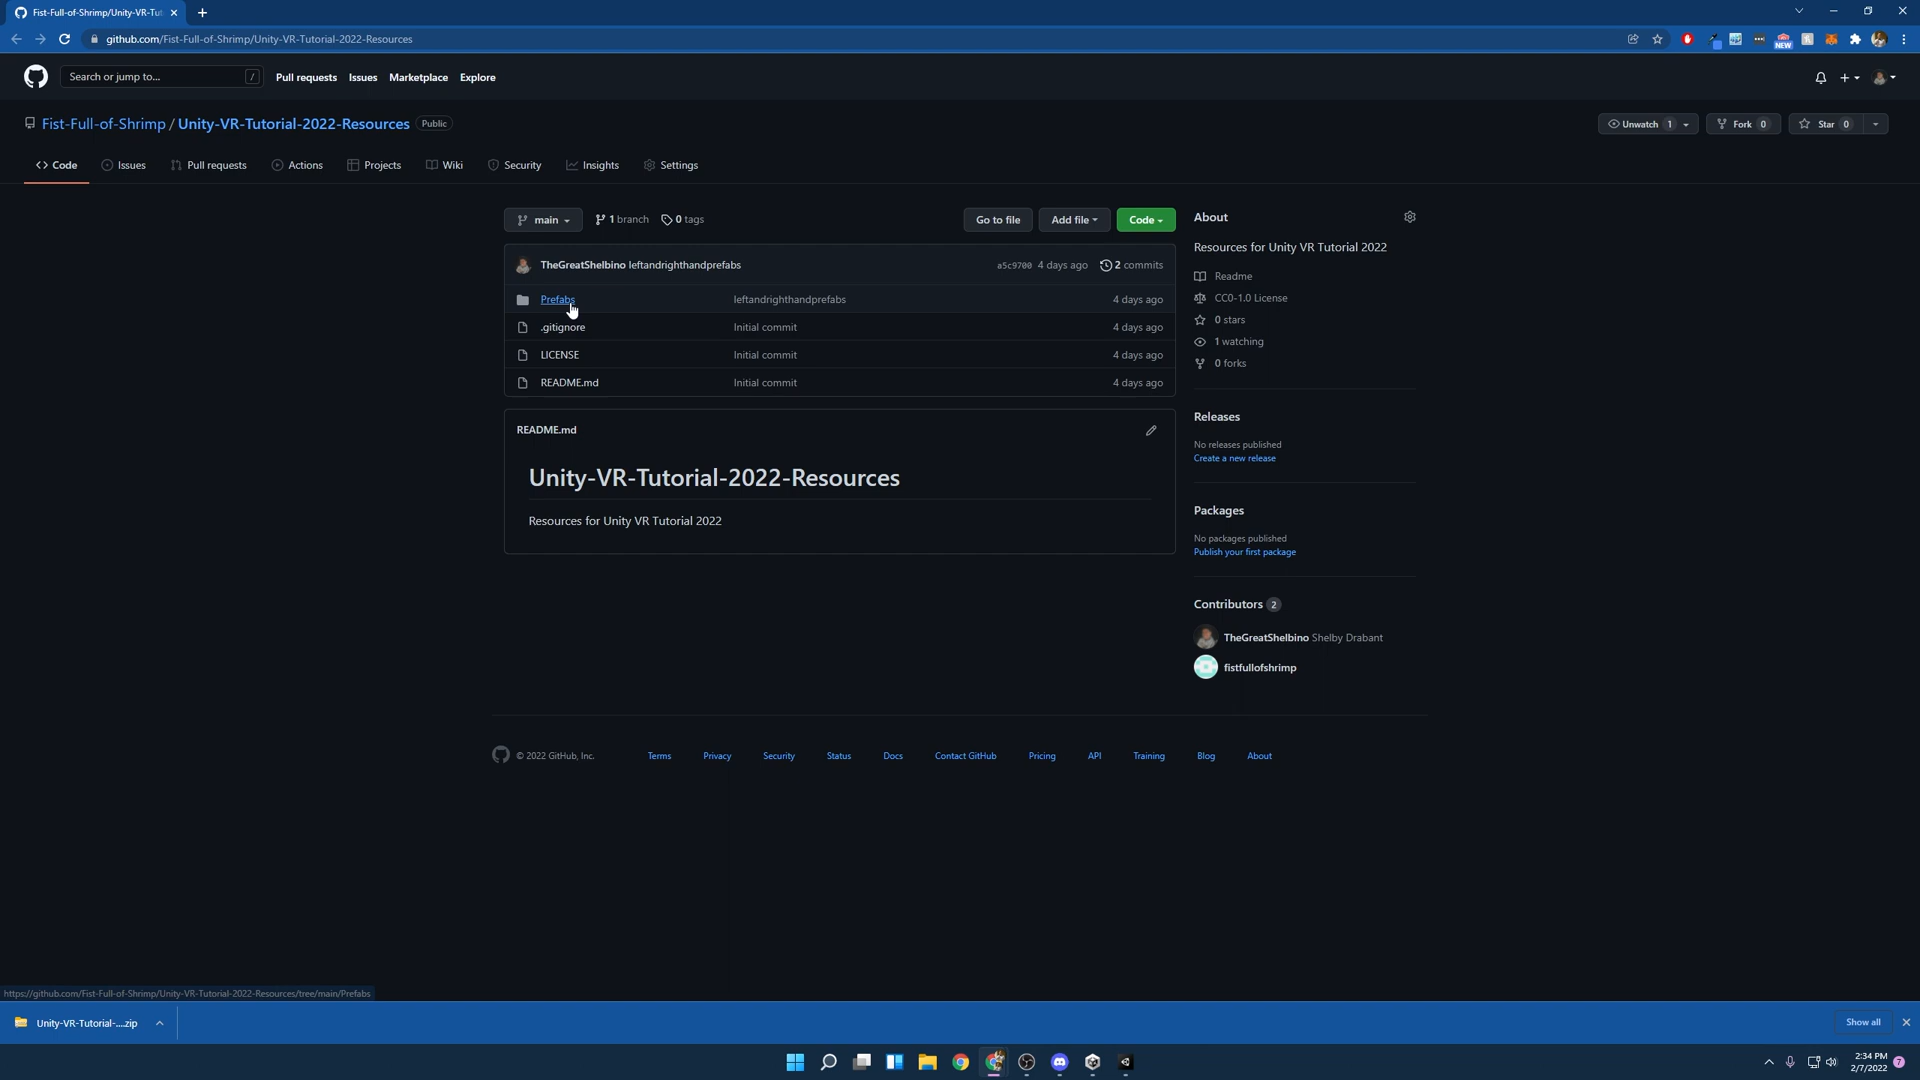 Fist-Full-of-Shrimp/Unity-VR-Tut
github.com/Fist-Full-of-Shrimp/Unity-VR-Tutorial-2022-Resources
NEW
Search or jump to...
/
Pull requests
Issues
Marketplace
Explore
Fist-Full-of-Shrimp / Unity-VR-Tutorial-2022-Resources Public
Unwatch 1
Fork 0
Star 0
<> Code
Issues
Pull requests
Actions
Projects
Wiki
Security
Insights
Settings
main
1 branch
0 tags
Go to file
Add file
Code
TheGreatShelbino leftandrighthandprefabs
a5c9700 4 days ago
2 commits
Prefabs leftandrighthandprefabs 4 days ago
.gitignore Initial commit 4 days ago
LICENSE Initial commit 4 days ago
README.md Initial commit 4 days ago
README.md
Unity-VR-Tutorial-2022-Resources
Resources for Unity VR Tutorial 2022
About
Resources for Unity VR Tutorial 2022
Readme
CC0-1.0 License
0 stars
1 watching
0 forks
Releases
No releases published
Create a new release
Packages
No packages published
Publish your first package
Contributors 2
TheGreatShelbino Shelby Drabant
fistfullofshrimp
© 2022 GitHub, Inc.
Terms
Privacy
Security
Status
Docs
Contact GitHub
Pricing
API
Training
Blog
About
https://github.com/Fist-Full-of-Shrimp/Unity-VR-Tutorial-2022-Resources/tree/main/Prefabs
Unity-VR-Tutorial-....zip
Show all
2:34 PM
2/7/2022
7